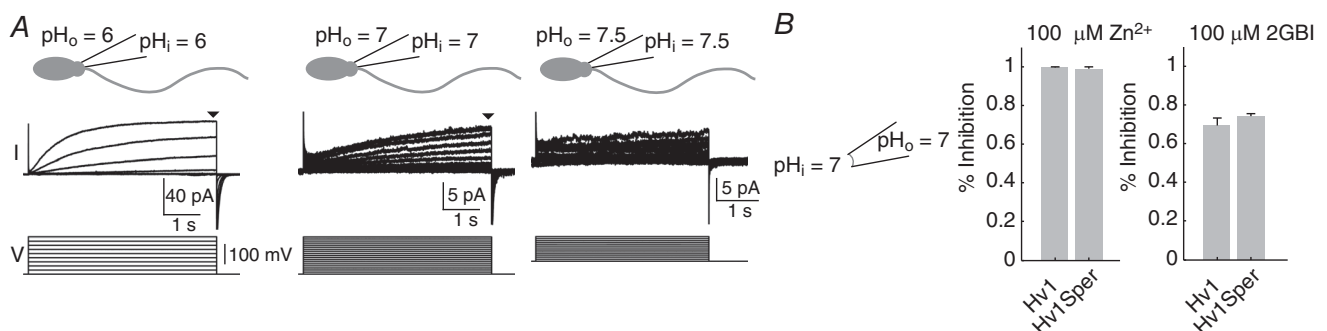 A
pHo = 6
pHi = 6
pHo = 7
pHi = 7
pHo = 7.5
pHi = 7.5
I
40 pA
1 s
5 pA
1 s
5 pA
1 s
V
100 mV
B
pHi = 7
pHo = 7
100 μM Zn²⁺
% Inhibition
1
0.8
0.6
0.4
0.2
0
Hv1
Hv1Sper
100 μM 2GBI
% Inhibition
1
0.8
0.6
0.4
0.2
0
Hv1
Hv1Sper